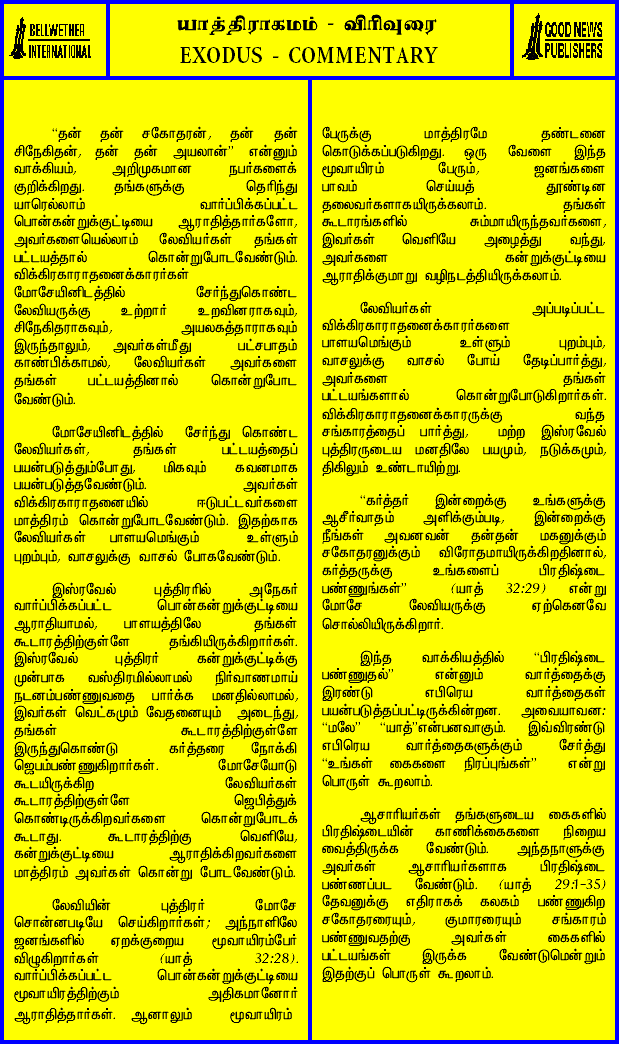 BELLWETHER
INTERNATIONAL
யாத்திராகமம் - விரிவுரை
EXODUS - COMMENTARY
GOOD NEWS
PUBLISHERS
“தன் தன் சகோதரன், தன் தன்
சிநேகிதன், தன் தன் அயலான்” என்னும்
வாக்கியம், அறிமுகமான நபர்களைக்
குறிக்கிறது. தங்களுக்கு தெரிந்து
யாரெல்லாம் வார்ப்பிக்கப்பட்ட
பொன்கன்றுக்குட்டியை ஆராதித்தார்களோ,
அவர்களையெல்லாம் லேவியர்கள் தங்கள்
பட்டயத்தால் கொன்றுபோடவேண்டும்.
விக்கிரகாராதனைக்காரர்கள்
மோசேயினிடத்தில் சேர்ந்துகொண்ட
லேவியருக்கு உற்றார் உறவினராகவும்,
சிநேகிதராகவும், அயலகத்தாராகவும்
இருந்தாலும், அவர்கள்மீது பட்சபாதம்
காண்பிக்காமல், லேவியர்கள் அவர்களை
தங்கள் பட்டயத்தினால் கொன்றுபோட
வேண்டும்.
மோசேயினிடத்தில் சேர்ந்து கொண்ட
லேவியர்கள், தங்கள் பட்டயத்தைப்
பயன்படுத்தும்போது, மிகவும் கவனமாக
பயன்படுத்தவேண்டும். அவர்கள்
விக்கிரகாராதனையில் ஈடுபட்டவர்களை
மாத்திரம் கொன்றுபோடவேண்டும். இதற்காக
லேவியர்கள் பாளயமெங்கும் உள்ளும்
புறம்பும், வாசலுக்கு வாசல் போகவேண்டும்.
இஸ்ரவேல் புத்திரரில் அநேகர்
வார்ப்பிக்கப்பட்ட பொன்கன்றுக்குட்டியை
ஆராதியாமல், பாளயத்திலே தங்கள்
கூடாரத்திற்குள்ளே தங்கியிருக்கிறார்கள்.
இஸ்ரவேல் புத்திரர் கன்றுக்குட்டிக்கு
முன்பாக வஸ்திரமில்லாமல் நிர்வாணமாய்
நடனம்பண்ணுவதை பார்க்க மனதில்லாமல்,
இவர்கள் வெட்கமும் வேதனையும் அடைந்து,
தங்கள் கூடாரத்திற்குள்ளே
இருந்துகொண்டு கர்த்தரை நோக்கி
ஜெபம்பண்ணுகிறார்கள். மோசேயோடு
கூடயிருக்கிற லேவியர்கள்
கூடாரத்திற்குள்ளே ஜெபித்துக்
கொண்டிருக்கிறவர்களை கொன்றுபோடக்
கூடாது. கூடாரத்திற்கு வெளியே,
கன்றுக்குட்டியை ஆராதிக்கிறவர்களை
மாத்திரம் அவர்கள் கொன்று போடவேண்டும்.
லேவியின் புத்திரர் மோசே
சொன்னபடியே செய்கிறார்கள்; அந்நாளிலே
ஜனங்களில் ஏறக்குறைய மூவாயிரம்பேர்
விழுகிறார்கள் (யாத் 32:28).
வார்ப்பிக்கப்பட்ட பொன்கன்றுக்குட்டியை
மூவாயிரத்திற்கும் அதிகமானோர்
ஆராதித்தார்கள். ஆனாலும் மூவாயிரம்
பேருக்கு மாத்திரமே தண்டனை
கொடுக்கப்படுகிறது. ஒரு வேளை இந்த
மூவாயிரம் பேரும், ஜனங்களை
பாவம் செய்யத் தூண்டின
தலைவர்களாகயிருக்கலாம். தங்கள்
கூடாரங்களில் சும்மாயிருந்தவர்களை,
இவர்கள் வெளியே அழைத்து வந்து,
அவர்களை கன்றுக்குட்டியை
ஆராதிக்குமாறு வழிநடத்தியிருக்கலாம்.
லேவியர்கள் அப்படிப்பட்ட
விக்கிரகாராதனைக்காரர்களை
பாளயமெங்கும் உள்ளும் புறம்பும்,
வாசலுக்கு வாசல் போய் தேடிப்பார்த்து,
அவர்களை தங்கள்
பட்டயங்களால் கொன்றுபோடுகிறார்கள்.
விக்கிரகாராதனைக்காரருக்கு வந்த
சங்காரத்தைப் பார்த்து, மற்ற இஸ்ரவேல்
புத்திரருடைய மனதிலே பயமும், நடுக்கமும்,
திகிலும் உண்டாயிற்று.
“கர்த்தர் இன்றைக்கு உங்களுக்கு
ஆசீர்வாதம் அளிக்கும்படி, இன்றைக்கு
நீங்கள் அவனவன் தன்தன் மகனுக்கும்
சகோதரனுக்கும் விரோதமாயிருக்கிறதினால்,
கர்த்தருக்கு உங்களைப் பிரதிஷ்டை
பண்ணுங்கள்” (யாத் 32:29) என்று
மோசே லேவியருக்கு ஏற்கெனவே
சொல்லியிருக்கிறார்.
இந்த வாக்கியத்தில் “பிரதிஷ்டை
பண்ணுதல்” என்னும் வார்த்தைக்கு
இரண்டு எபிரெய வார்த்தைகள்
பயன்படுத்தப்பட்டிருக்கின்றன. அவையாவன:
“மலே” “யாத்”என்பனவாகும். இவ்விரண்டு
எபிரெய வார்த்தைகளுக்கும் சேர்த்து
“உங்கள் கைகளை நிரப்புங்கள்” என்று
பொருள் கூறலாம்.
ஆசாரியர்கள் தங்களுடைய கைகளில்
பிரதிஷ்டையின் காணிக்கைகளை நிறைய
வைத்திருக்க வேண்டும். அந்தநாளுக்கு
அவர்கள் ஆசாரியர்களாக பிரதிஷ்டை
பண்ணப்பட வேண்டும். (யாத் 29:1-35)
தேவனுக்கு எதிராகக் கலகம் பண்ணுகிற
சகோதரரையும், குமாரரையும் சங்காரம்
பண்ணுவதற்கு அவர்கள் கைகளில்
பட்டயங்கள் இருக்க வேண்டுமென்றும்
இதற்குப் பொருள் கூறலாம்.